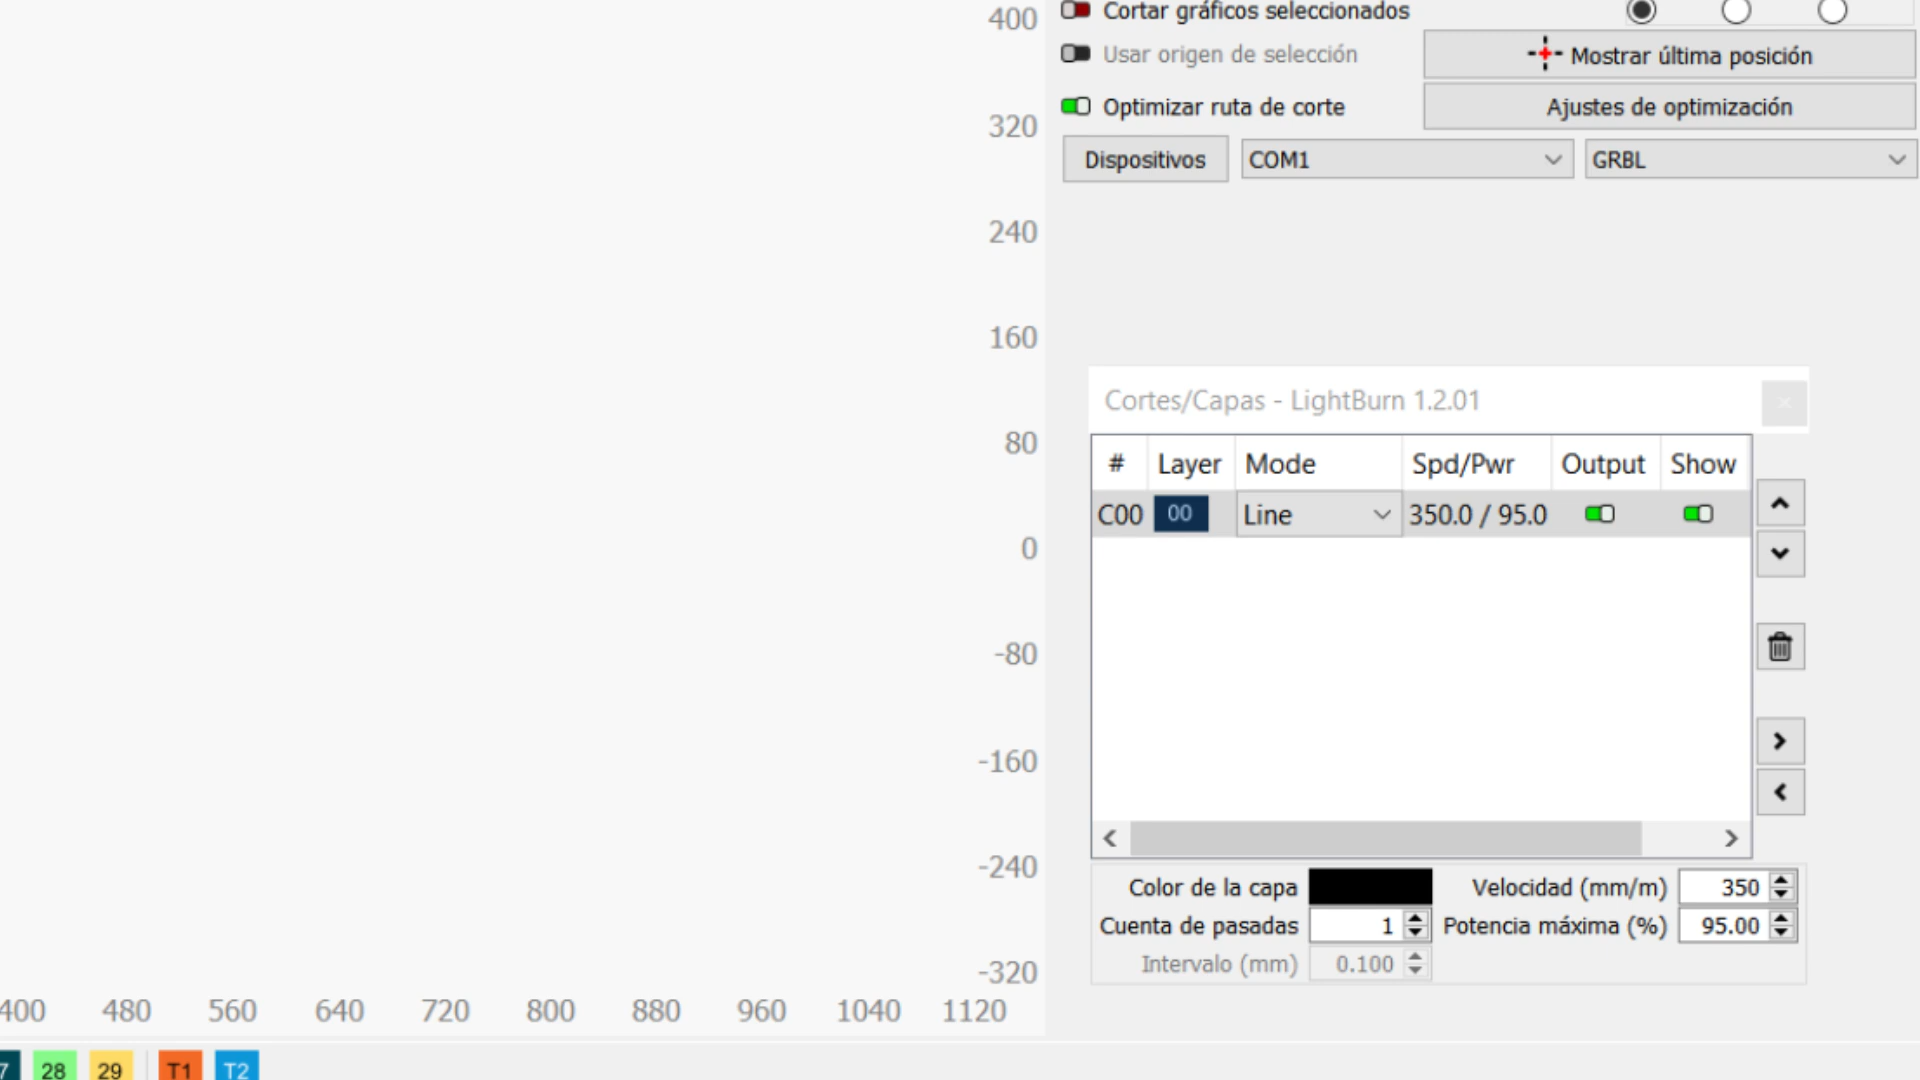 400
Cortar gráficos seleccionados
Usar origen de selección
Mostrar última posición
320
Optimizar ruta de corte
Ajustes de optimización
Dispositivos
COM1
GRBL
240
160
Cortes/Capas - LightBurn 1.2.01
80
# Layer Mode Spd/Pwr Output Show
C00 00 Line 350.0 / 95.0
0
-80
-160
-240
Color de la capa
Velocidad (mm/m) 350
Cuenta de pasadas 1
Potencia máxima (%) 95.00
Intervalo (mm) 0.100
-320
400 480 560 640 720 800 880 960 1040 1120
7 28 29 T1 T2